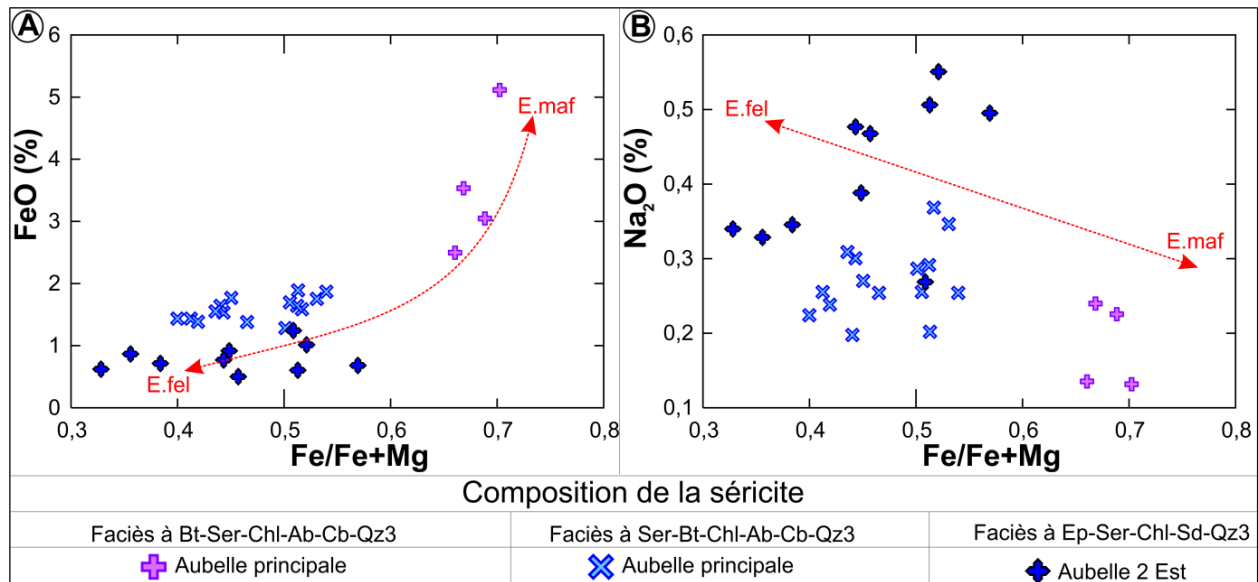 A
B
FeO (%)
6
5
4
3
2
1
0
E.maf
E.fel
0,3 0,4 0,5 0,6 0,7 0,8
Fe/Fe+Mg
Na₂O (%)
0,6
0,5
0,4
0,3
0,2
0,1
E.fel
E.maf
0,3 0,4 0,5 0,6 0,7 0,8
Fe/Fe+Mg
Composition de la séricite
Faciès à Bt-Ser-Chl-Ab-Cb-Qz3
Aubelle principale
Faciès à Ser-Bt-Chl-Ab-Cb-Qz3
Aubelle principale
Faciès à Ep-Ser-Chl-Sd-Qz3
Aubelle 2 Est